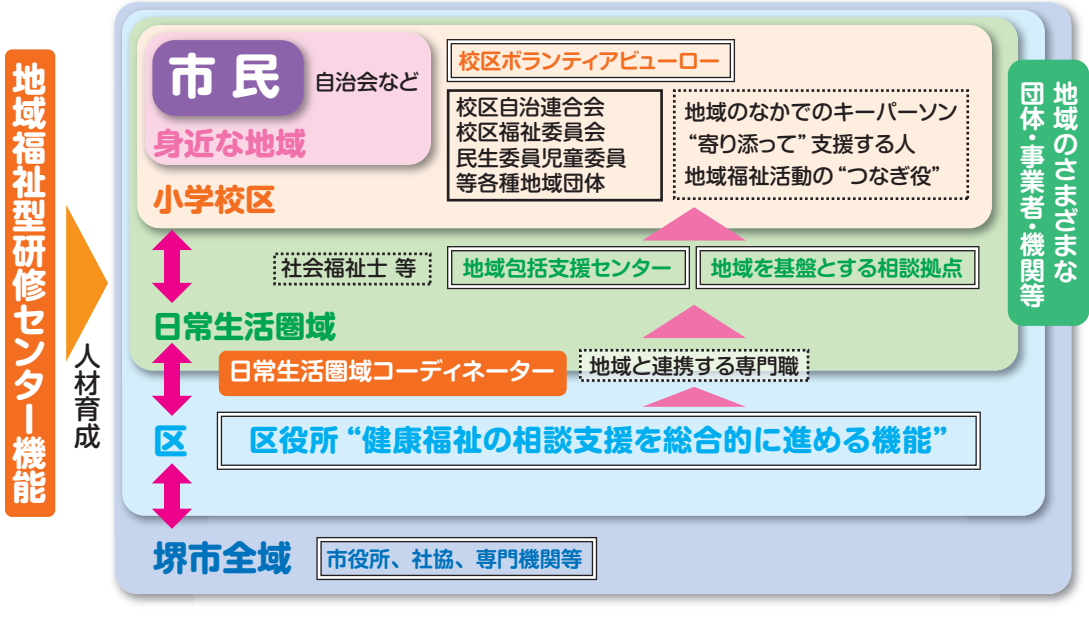 地域福祉型研修センター機能
人材育成
市民
自治会など
身近な地域
校区ボランティアビューロー
校区自治連合会
校区福祉委員会
民生委員児童委員
等各種地域団体
地域のなかでのキーパーソン
“寄り添って”支援する人
地域福祉活動の“つなぎ役”
小学校区
社会福祉士 等
地域包括支援センター
地域を基盤とする相談拠点
日常生活圏域
日常生活圏域コーディネーター
地域と連携する専門職
区
区役所“健康福祉の相談支援を総合的に進める機能”
堺市全域
市役所、社協、専門機関等
地域のさまざまな
団体・事業者・機関等